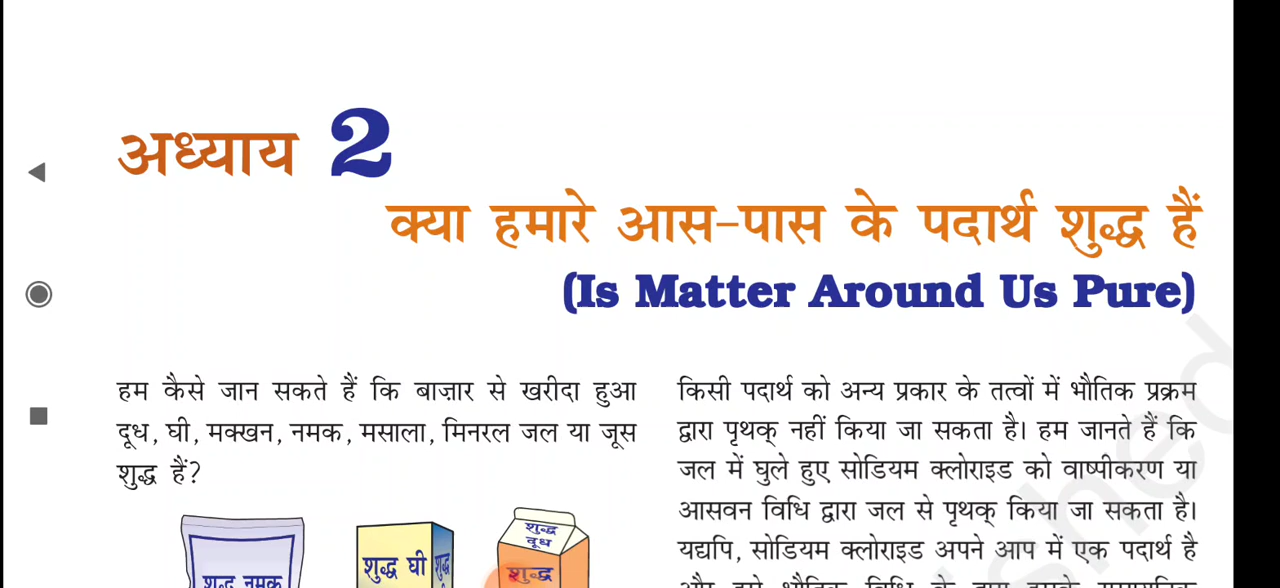 अध्याय 2
क्या हमारे आस-पास के पदार्थ शुद्ध हैं
(Is Matter Around Us Pure)
हम कैसे जान सकते हैं कि बाज़ार से खरीदा हुआ
दूध, घी, मक्खन, नमक, मसाला, मिनरल जल या जूस
शुद्ध हैं?
शुद्ध नमक
शुद्ध घी
शुद्ध
शुद्ध
दूध
शुद्ध
किसी पदार्थ को अन्य प्रकार के तत्वों में भौतिक प्रक्रम
द्वारा पृथक् नहीं किया जा सकता है। हम जानते हैं कि
जल में घुले हुए सोडियम क्लोराइड को वाष्पीकरण या
आसवन विधि द्वारा जल से पृथक् किया जा सकता है।
यद्यपि, सोडियम क्लोराइड अपने आप में एक पदार्थ है